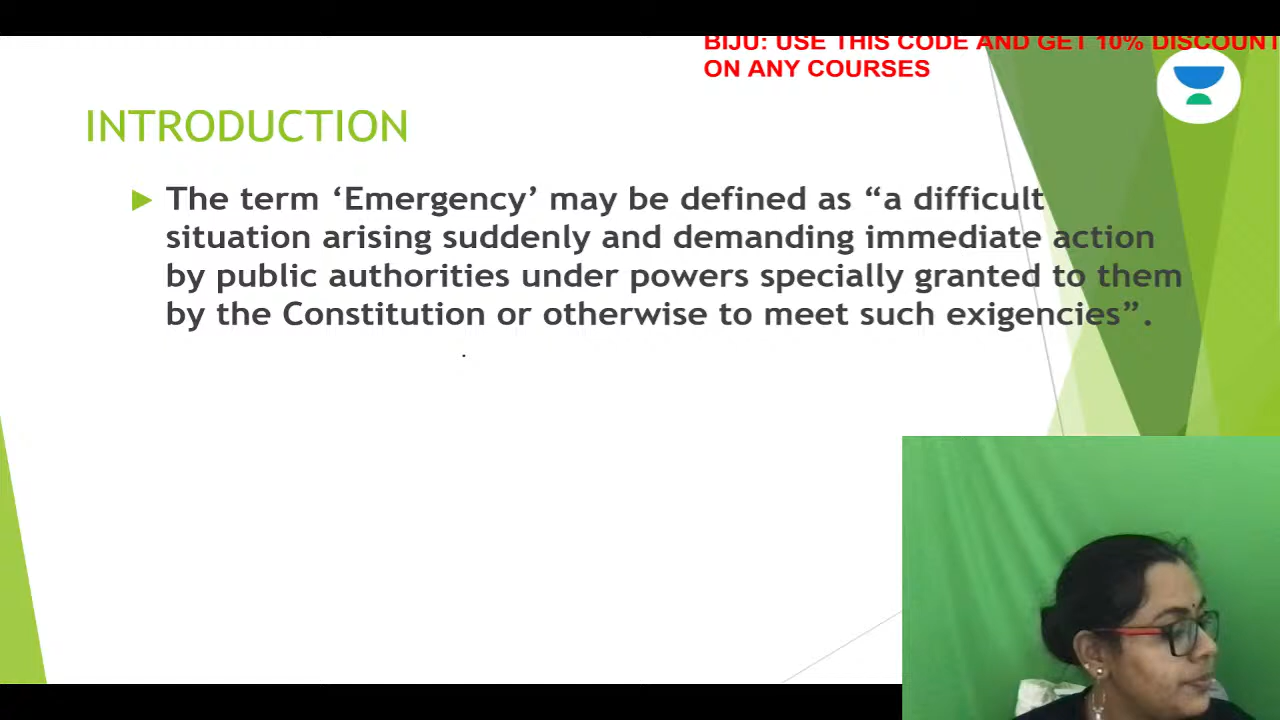 BIJU: USE THIS CODE AND GET 10% DISCOUNT
ON ANY COURSES
INTRODUCTION
The term ‘Emergency’ may be defined as “a difficult
situation arising suddenly and demanding immediate action
by public authorities under powers specially granted to them
by the Constitution or otherwise to meet such exigencies”.